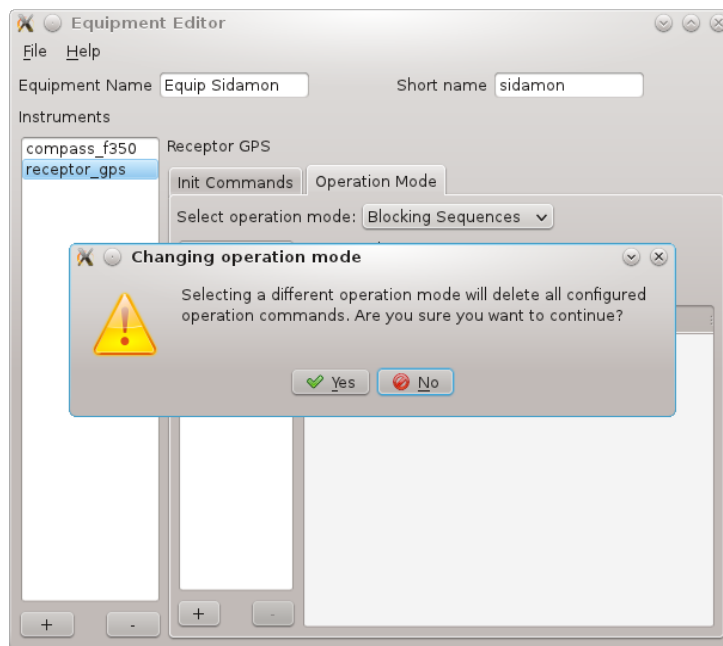 Equipment Editor
File Help
Equipment Name Equip Sidamon Short name sidamon
Instruments
compass_f350
receptor_gps
Receptor GPS
Init Commands Operation Mode
Select operation mode: Blocking Sequences
Changing operation mode
Selecting a different operation mode will delete all configured
operation commands. Are you sure you want to continue?
Yes No
+ -
+ -